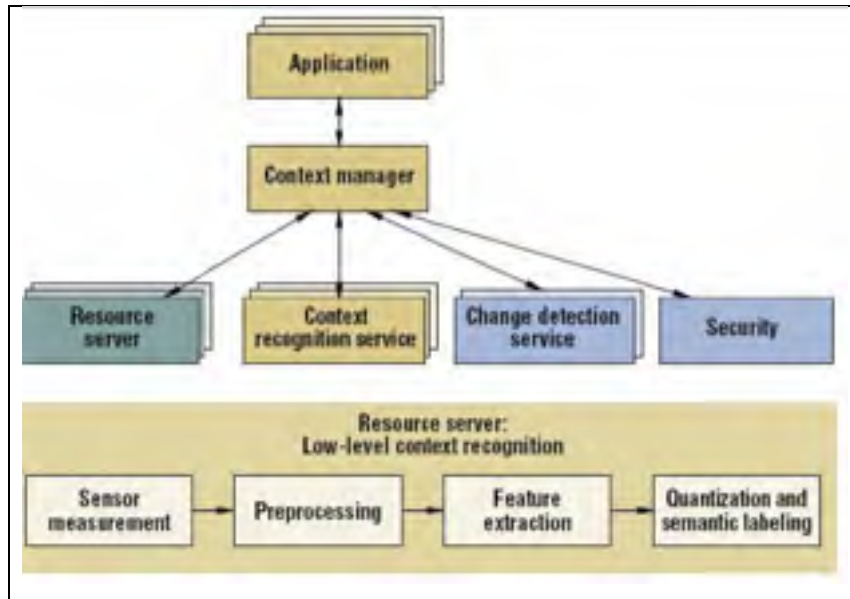 Application
Context manager
Resource
server
Context
recognition service
Change detection
service
Security
Resource server:
Low-level context recognition
Sensor
measurement
Preprocessing
Feature
extraction
Quantization and
semantic labeling